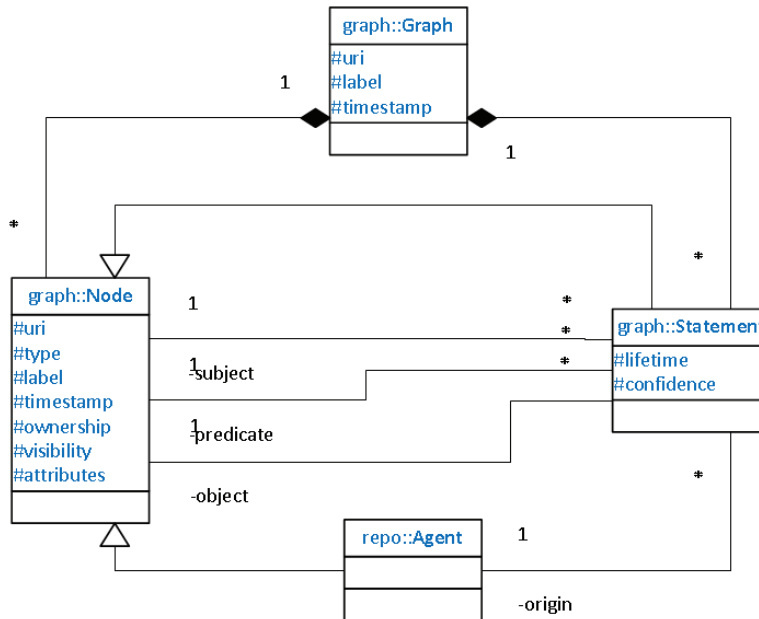 graph::Graph
#uri
#label
#timestamp
1
1
*
*
graph::Node
#uri
#type
#label
#timestamp
#ownership
#visibility
#attributes
1
*
*
1
*
-subject
1
-predicate
-object
graph::Statement
#lifetime
#confidence
*
repo::Agent
1
-origin